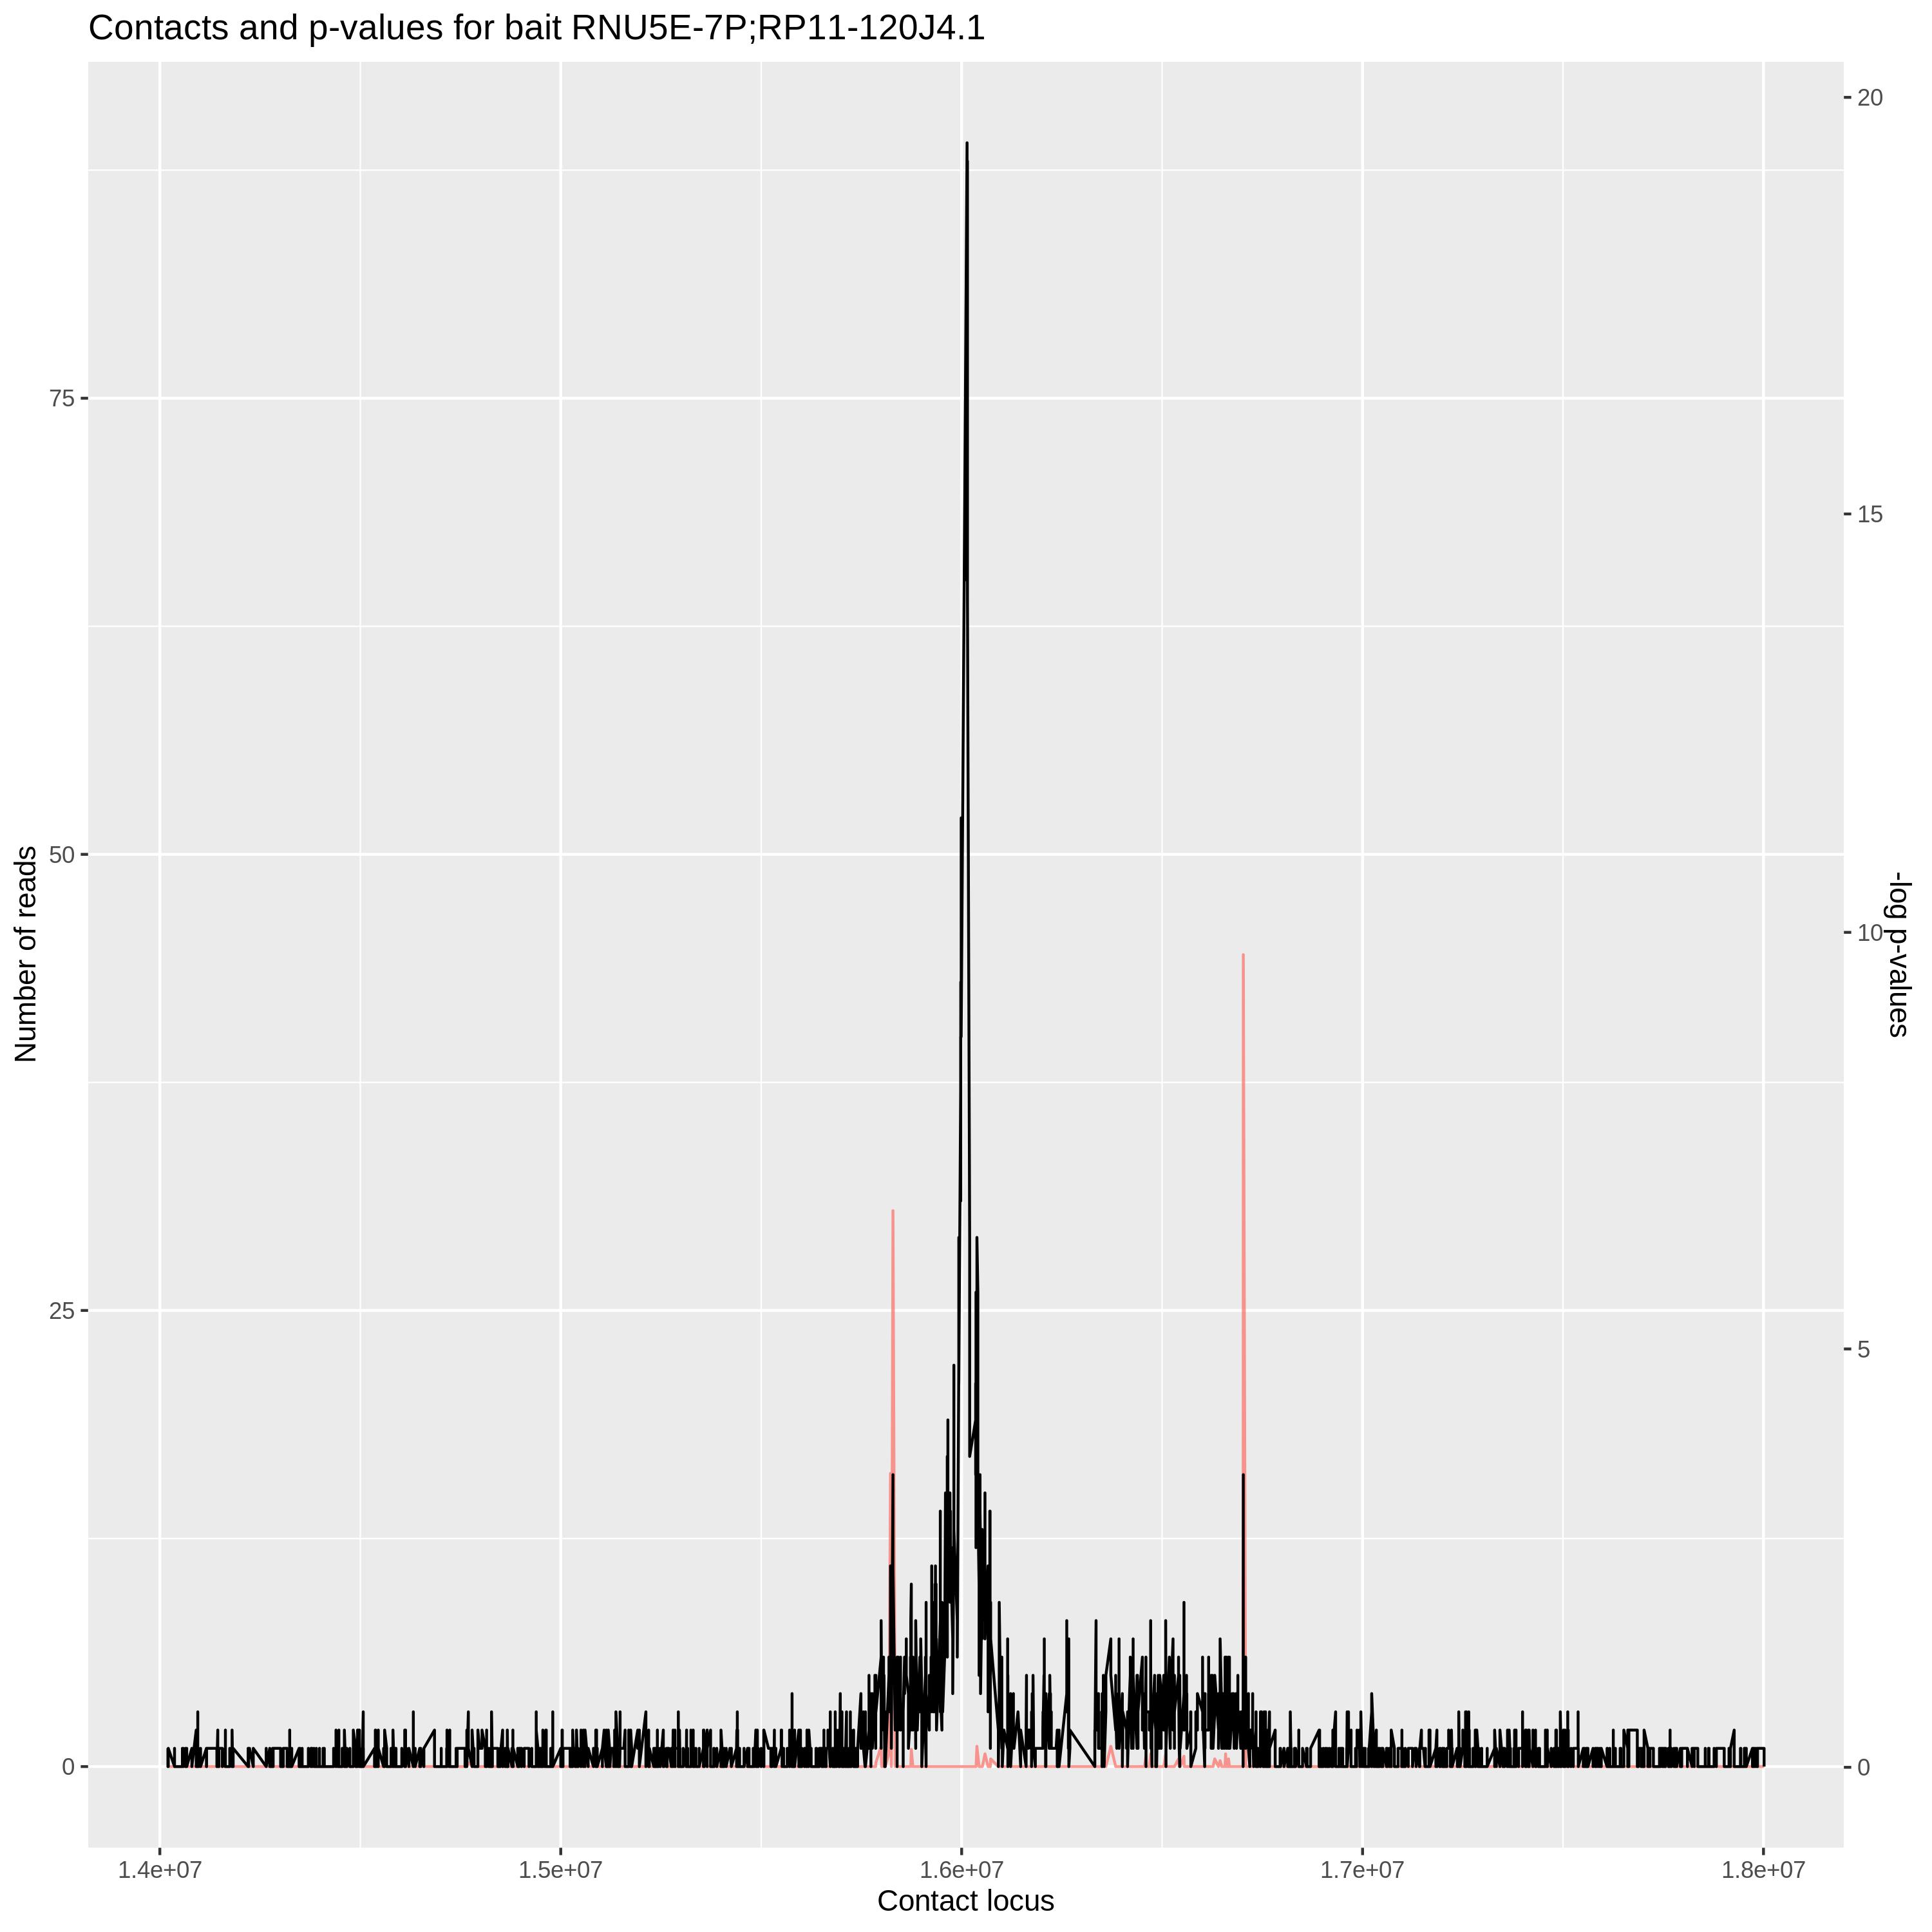 Contacts and p-values for bait RNU5E-7P;RP11-120J4.1
20
75
15
Number of reads
50
10
-log p-values
25
5
0
0
1.4e+07
1.5e+07
1.6e+07
1.7e+07
1.8e+07
Contact locus